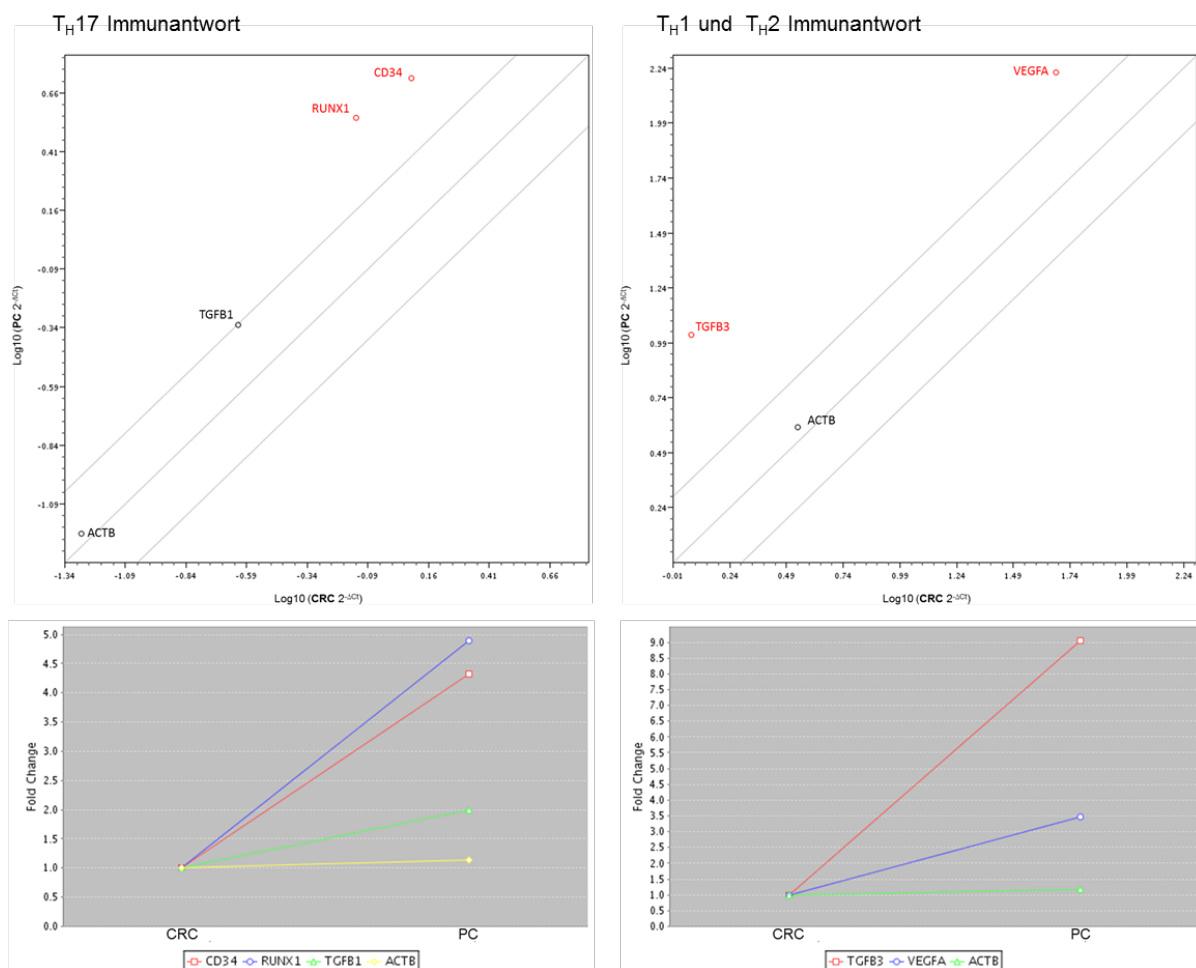 T_H17 Immunantwort
CD34
RUNX1
TGFB1
ACTB
0.66
0.41
0.16
-0.09
-0.34
-0.59
-0.84
-1.09
Log10 (PC 2^-ΔCt)
-1.34 -1.09 -0.84 -0.59 -0.34 -0.09 0.16 0.41 0.66
Log10 (CRC 2^-ΔCt)
T_H1 und T_H2 Immunantwort
VEGFA
TGFB3
ACTB
2.24
1.99
1.74
1.49
1.24
0.99
0.74
0.49
0.24
Log10 (PC 2^-ΔCt)
-0.01 0.24 0.49 0.74 0.99 1.24 1.49 1.74 1.99 2.24
Log10 (CRC 2^-ΔCt)
5.0
4.5
4.0
3.5
3.0
2.5
2.0
1.5
1.0
0.5
0.0
Fold Change
CRC PC
CD34 RUNX1 TGFB1 ACTB
9.0
8.5
8.0
7.5
7.0
6.5
6.0
5.5
5.0
4.5
4.0
3.5
3.0
2.5
2.0
1.5
1.0
0.5
0.0
Fold Change
CRC PC
TGFB3 VEGFA ACTB